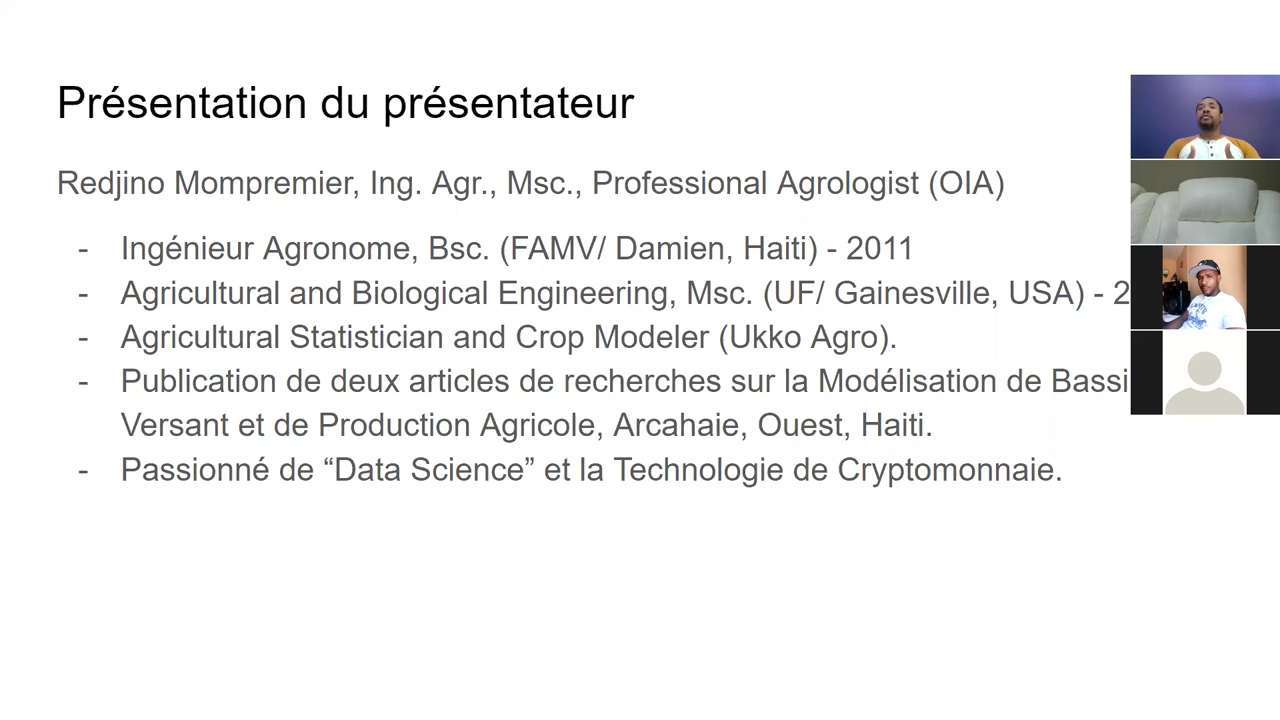 Présentation du présentateur
Redjino Mompremier, Ing. Agr., Msc., Professional Agrologist (OIA)
- Ingénieur Agronome, Bsc. (FAMV/ Damien, Haiti) - 2011
- Agricultural and Biological Engineering, Msc. (UF/ Gainesville, USA) - 2
- Agricultural Statistician and Crop Modeler (Ukko Agro).
- Publication de deux articles de recherches sur la Modélisation de Bassi
Versant et de Production Agricole, Arcahaie, Ouest, Haiti.
- Passionné de “Data Science” et la Technologie de Cryptomonnaie.